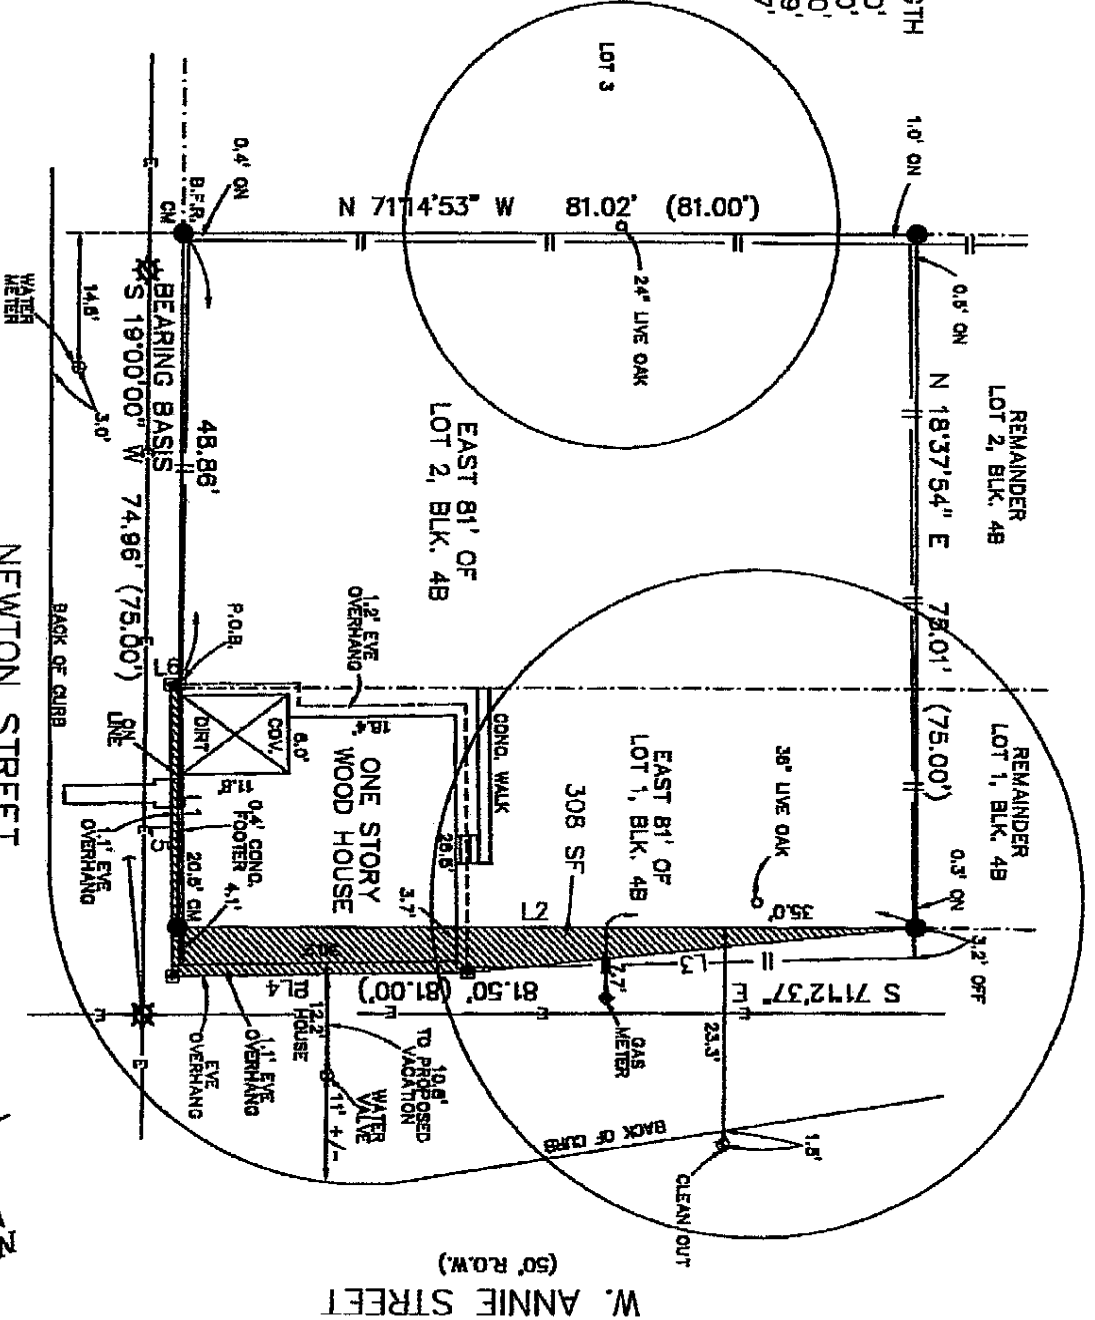 GTH
LOT 3
1.0' ON
0.4' ON
B.F.R.
CM
N 71°14'53" W 81.02' (81.00')
24" LIVE OAK
0.5' ON
REMAINDER
LOT 2, BLK. 4B
N 18°37'54" E 75.01' (75.00')
REMAINDER
LOT 1, BLK. 4B
0.3' ON
3.2' OFF
EAST 81' OF
LOT 2, BLK. 4B
14.6'
WATER
METER
3.0'
BEARING BASIS
S 19°00'00" W 74.96' (75.00')
48.86'
P.O.B.
NEWTON STREET
BACK OF CURB
1.2' EVE
OVERHANG
CONC. WALK
18.4'
6.0'
COV.
DIRT
11.8'
ON
LINE
ONE STORY
WOOD HOUSE
EAST 81' OF
LOT 1, BLK. 4B
36" LIVE OAK
308 SF
35.0'
L2
L3
L4
L1
L5
0.4' CONC.
FOOTER
1.1' EVE
OVERHANG
20.8'
CM
4.1'
3.7'
S 71°12'37" E 81.50' (81.00')
7.7'
GAS
METER
23.3'
12.2'
TO HOUSE
1.1' EVE
OVERHANG
EVE
OVERHANG
10.8'
TO PROPOSED
VACATION
WATER
VALVE
11' +/-
BACK OF CURB
1.5'
CLEAN OUT
(50' R.O.W.)
W. ANNIE STREET
N
E
E
E
E
E
E
E